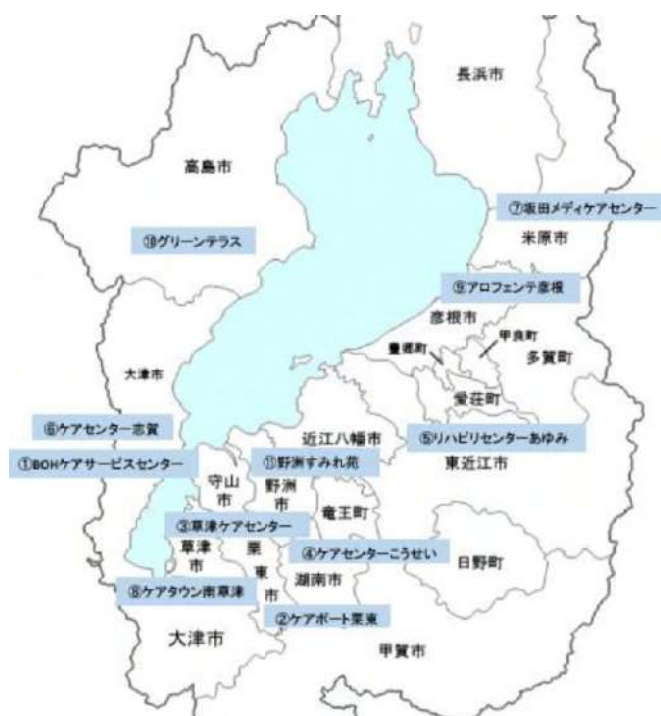 長浜市
高島市
⑦坂田メディケアセンター
米原市
⑩グリーンテラス
⑨アロフェンテ彦根
彦根市
甲良町
豊郷町
多賀町
大津市
愛荘町
⑥ケアセンター志賀
近江八幡市
⑤リハビリセンターあゆみ
①BOHケアサービスセンター
⑪野洲すみれ苑
東近江市
守山市
野洲市
竜王町
③草津ケアセンター
草津市
栗東市
④ケアセンターこうせい
湖南市
日野町
⑧ケアタウン南草津
②ケアポート栗東
大津市
甲賀市